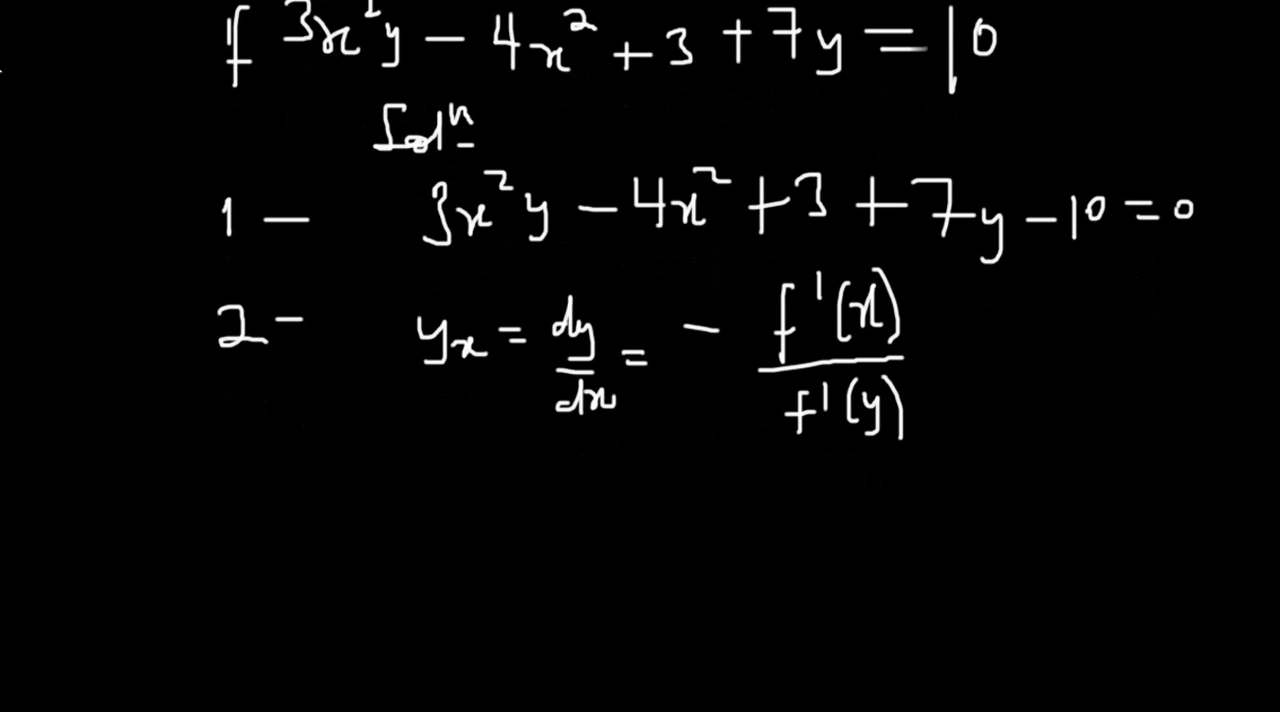 If 3x²y - 4x² + 3 + 7y = 10
Solⁿ
1 - 3x²y - 4x² + 3 + 7y - 10 = 0
2 - yₓ = dy/dx = - f'(x)/f'(y)